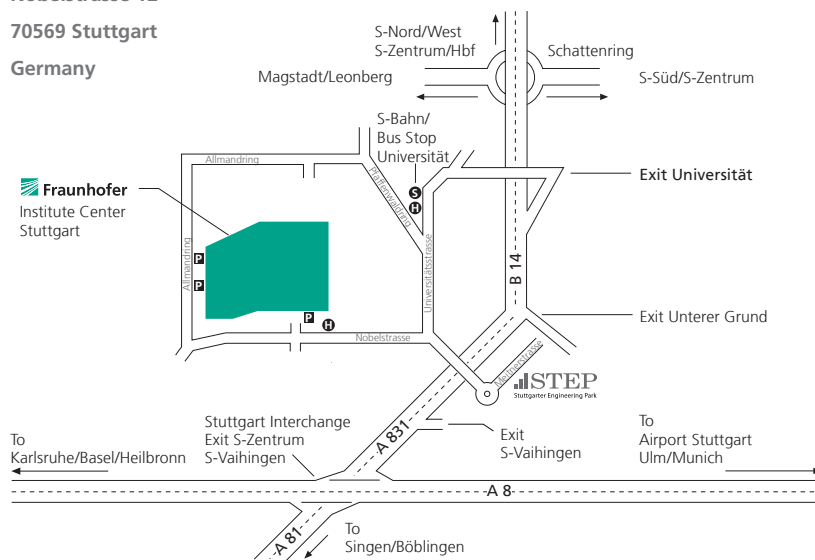 70569 Stuttgart
Germany
S-Nord/West
S-Zentrum/Hbf
Schattenring
Magstadt/Leonberg
S-Süd/S-Zentrum
S-Bahn/
Bus Stop
Universität
Allmandring
Pfaffenwaldring
S
H
Exit Universität
Fraunhofer
Institute Center
Stuttgart
Allmandring
P
P
Universitätsstrasse
B 14
P
H
Nobelstrasse
Exit Unterer Grund
Meitnerstrasse
STEP
Stuttgarter Engineering Park
A 831
Stuttgart Interchange
Exit S-Zentrum
S-Vaihingen
Exit
S-Vaihingen
To
Karlsruhe/Basel/Heilbronn
To
Airport Stuttgart
Ulm/Munich
A 8
A 81
To
Singen/Böblingen